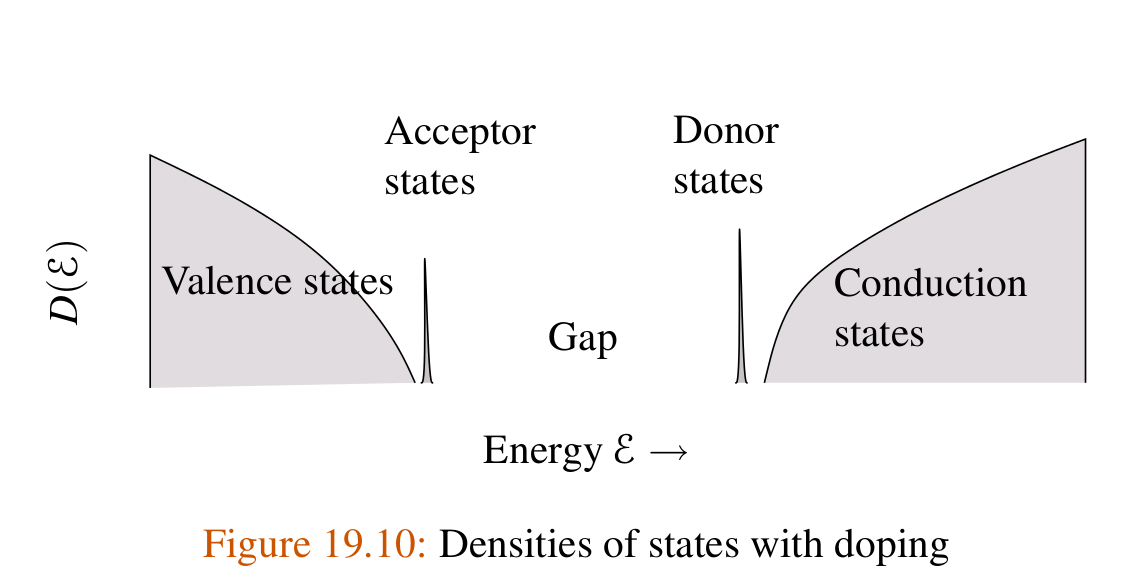 Acceptor
states
Donor
states
D(ℰ)
Valence states
Conduction
states
Gap
Energy ℰ →
Figure 19.10: Densities of states with doping